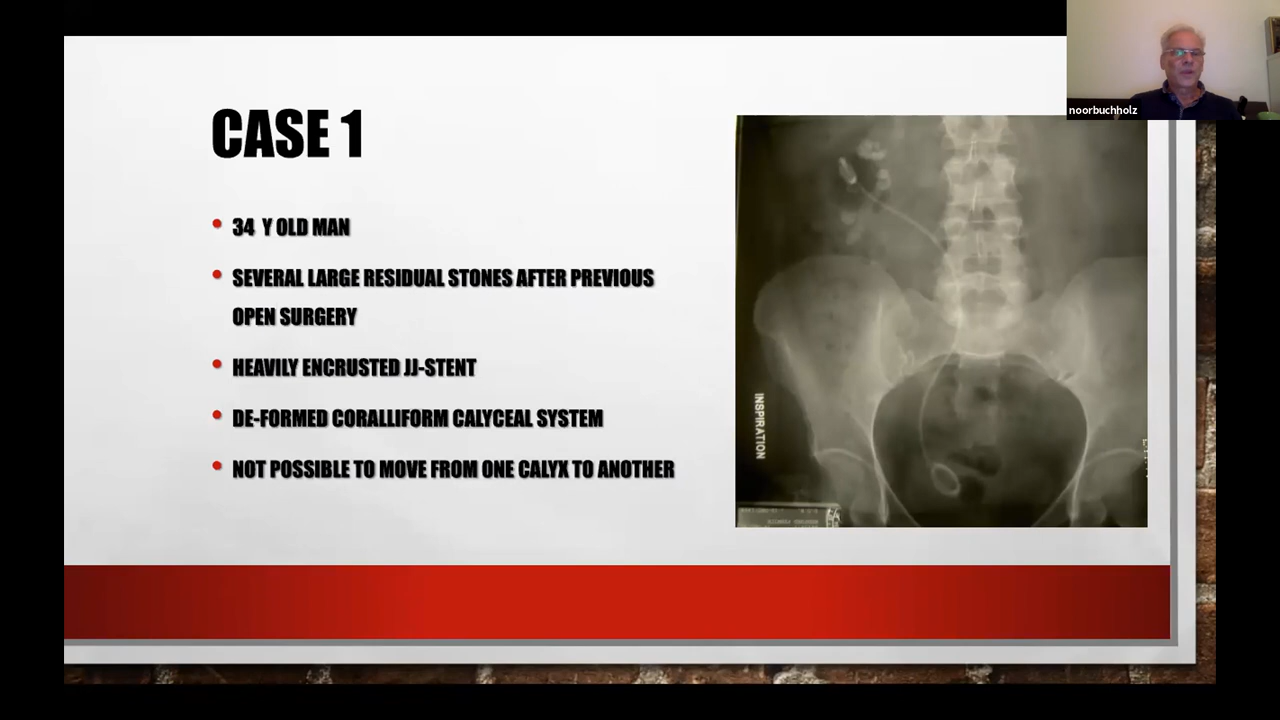 noorbuchholz
CASE 1
34 Y OLD MAN
SEVERAL LARGE RESIDUAL STONES AFTER PREVIOUS
OPEN SURGERY
HEAVILY ENCRUSTED JJ-STENT
DE-FORMED CORALLIFORM CALYCEAL SYSTEM
NOT POSSIBLE TO MOVE FROM ONE CALYX TO ANOTHER
INSPIRATION